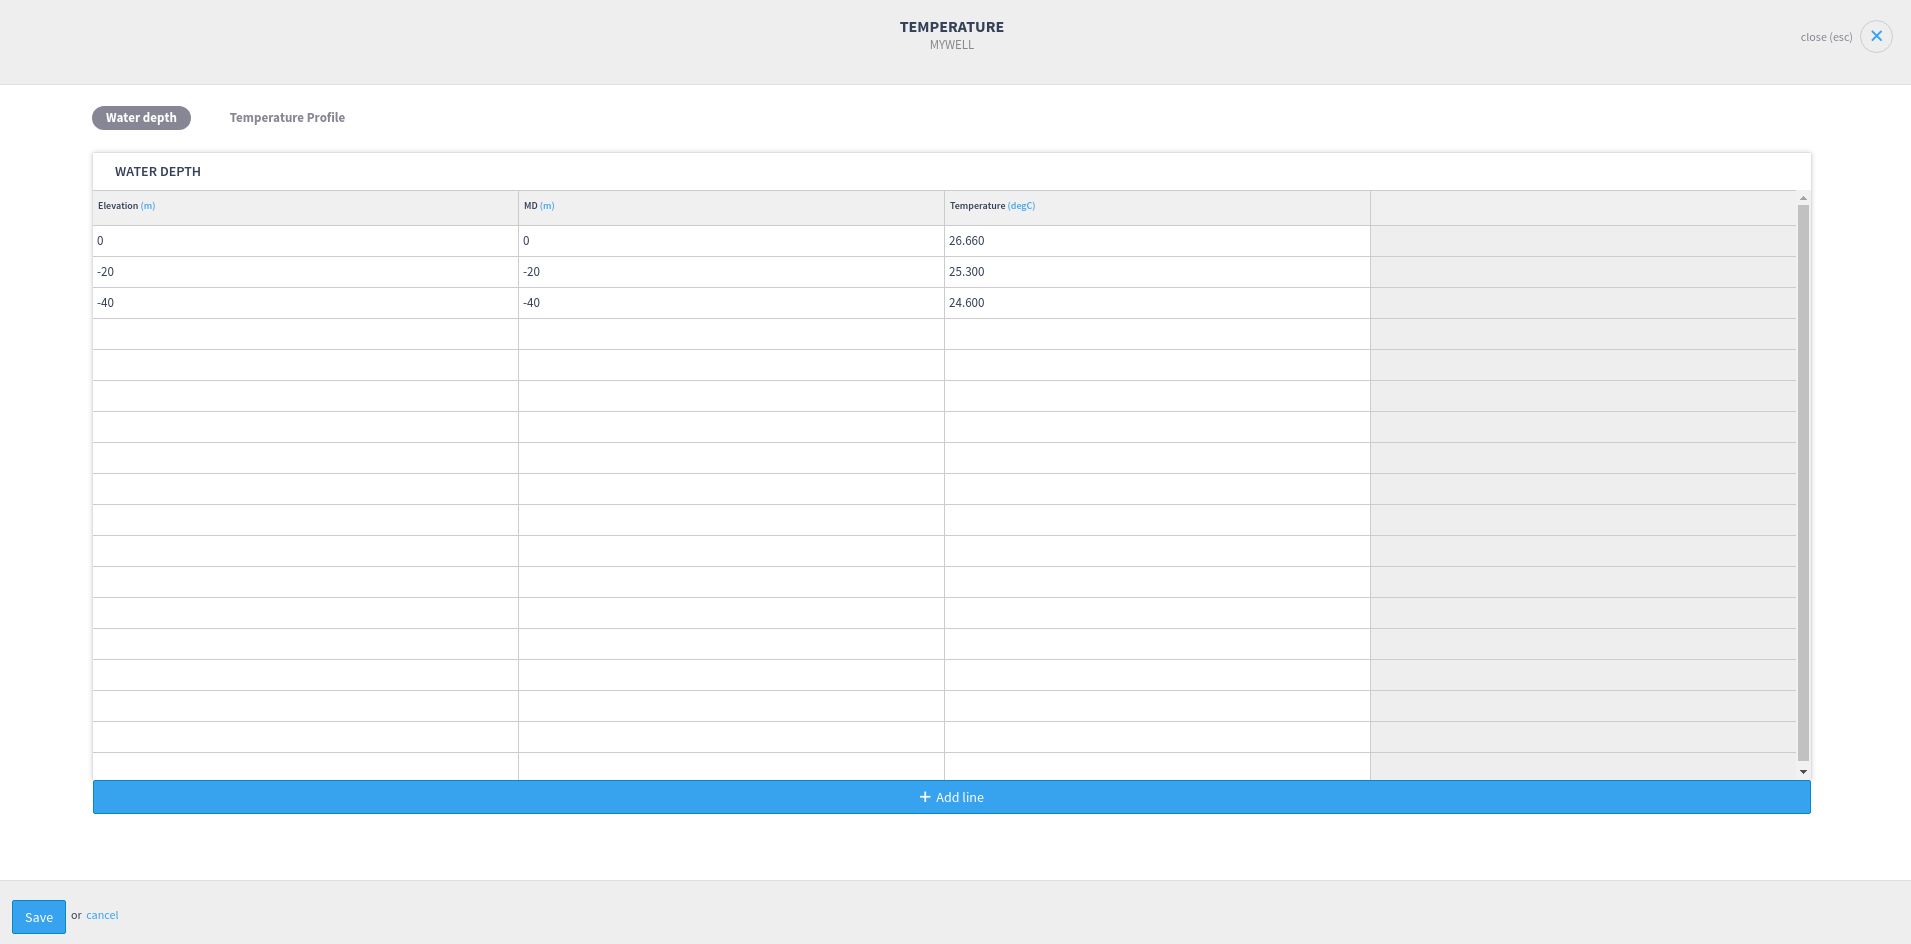 TEMPERATURE
MYWELL
close (esc)
Water depth Temperature Profile
WATER DEPTH
Elevation (m) MD (m) Temperature (degC)
0 0 26.660
-20 -20 25.300
-40 -40 24.600
+ Add line
Save or cancel